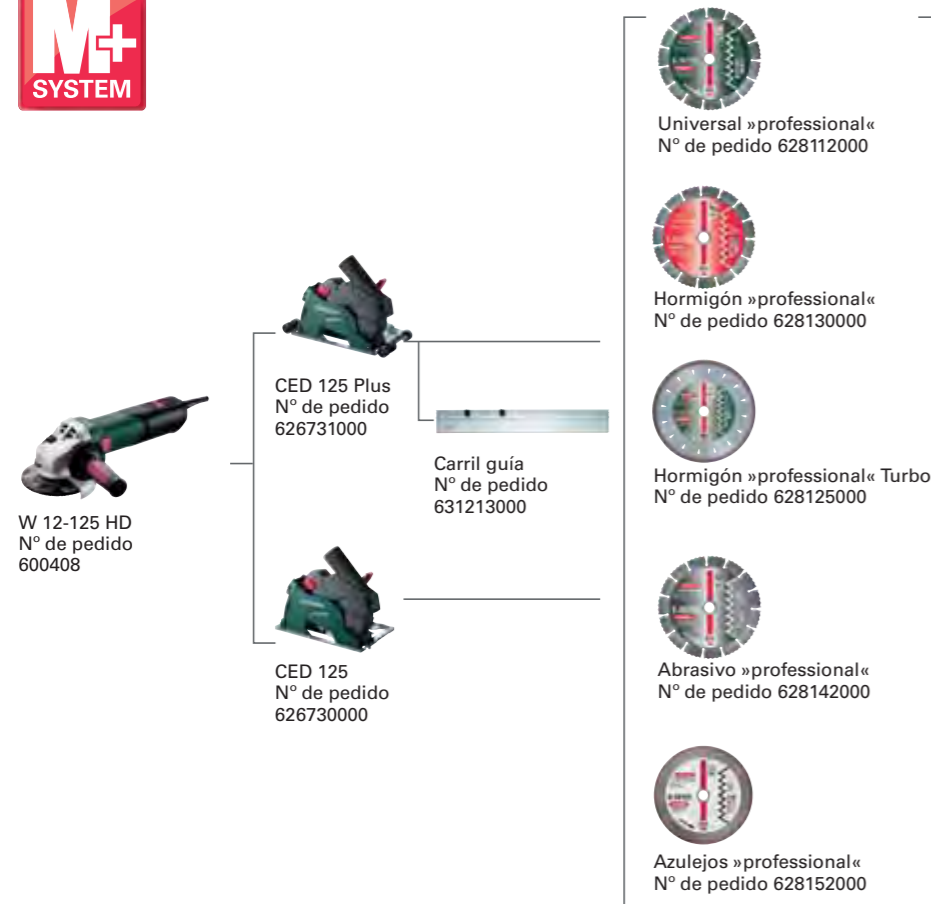 M+
SYSTEM
Universal »professional«
Nº de pedido 628112000
Hormigón »professional«
Nº de pedido 628130000
CED 125 Plus
Nº de pedido
626731000
Carril guía
Nº de pedido
631213000
Hormigón »professional« Turbo
Nº de pedido 628125000
W 12-125 HD
Nº de pedido
600408
CED 125
Nº de pedido
626730000
Abrasivo »professional«
Nº de pedido 628142000
Azulejos »professional«
Nº de pedido 628152000